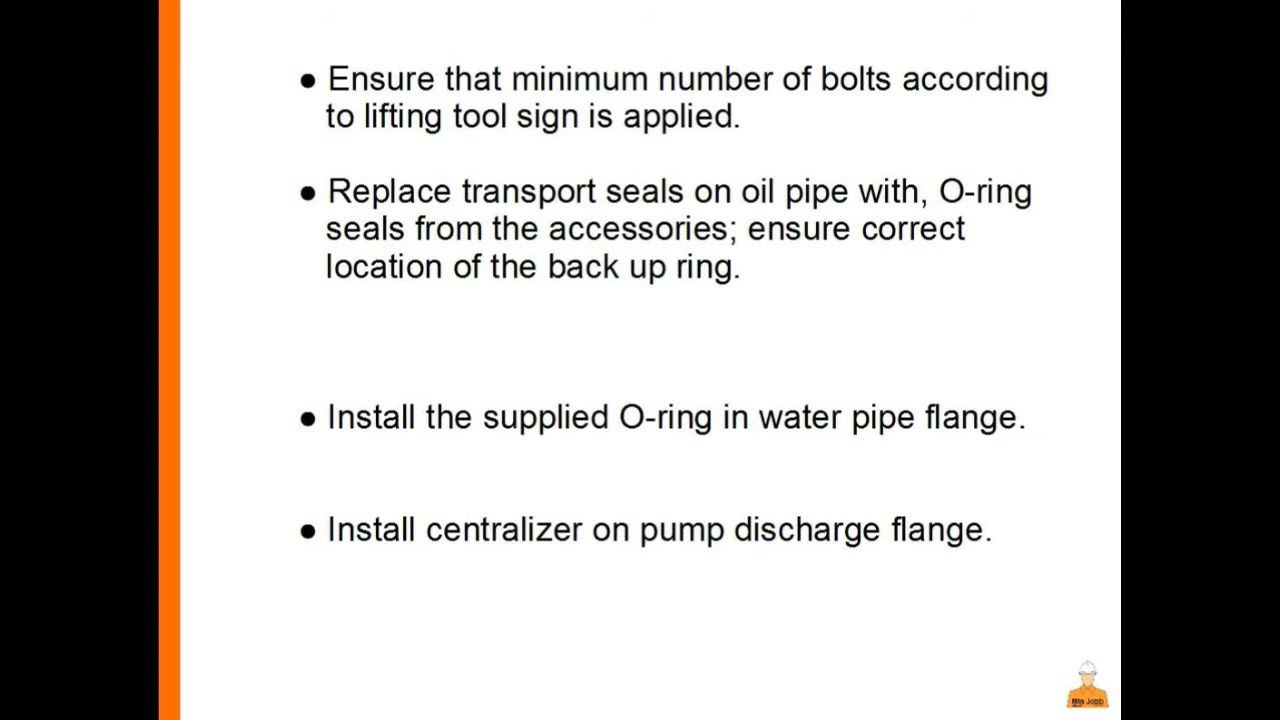 ● Ensure that minimum number of bolts according
to lifting tool sign is applied.
● Replace transport seals on oil pipe with, O-ring
seals from the accessories; ensure correct
location of the back up ring.
● Install the supplied O-ring in water pipe flange.
● Install centralizer on pump discharge flange.
Min Jobb